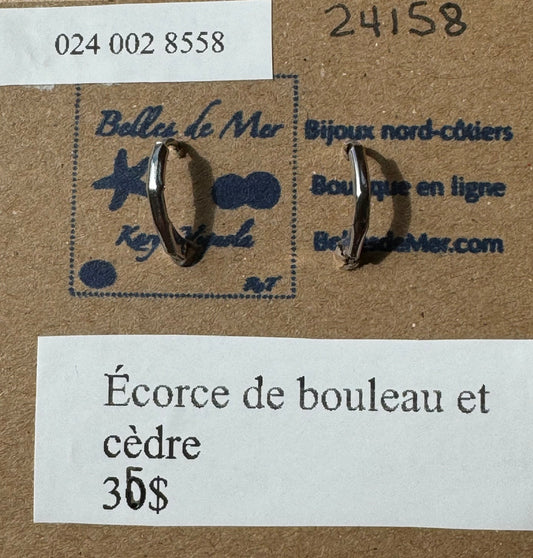 024 002 8558
24158
Belles de Mer
Bijoux nord-côtiers
Boutique en ligne
BellesdeMer.com
Écorce de bouleau et
cèdre
35$